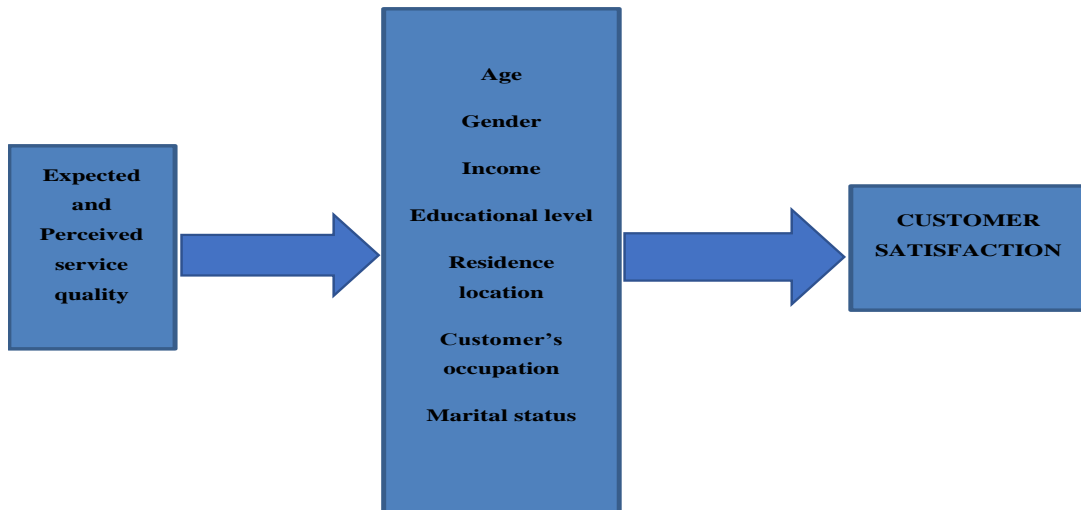 Expected
and
Perceived
service
quality
Age
Gender
Income
Educational level
Residence
location
Customer’s
occupation
Marital status
CUSTOMER
SATISFACTION